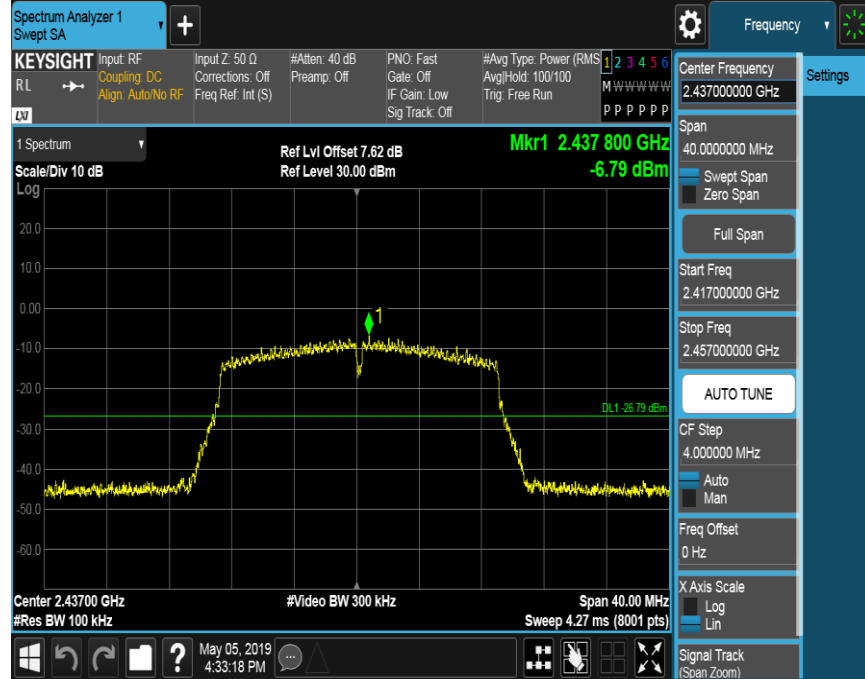 Spectrum Analyzer 1
Swept SA
+
Frequency
KEYSIGHT
RL
LXI
Input: RF
Coupling: DC
Align: Auto/No RF
Input Z: 50 Ω
Corrections: Off
Freq Ref: Int (S)
#Atten: 40 dB
Preamp: Off
PNO: Fast
Gate: Off
IF Gain: Low
Sig Track: Off
#Avg Type: Power (RMS
Avg|Hold: 100/100
Trig: Free Run
1 2 3 4 5 6
M W W W W W
P P P P P P
1 Spectrum
Scale/Div 10 dB
Log
Ref Lvl Offset 7.62 dB
Ref Level 30.00 dBm
Mkr1 2.437 800 GHz
-6.79 dBm
20.0
10.0
0.00
-10.0
-20.0
-30.0
-40.0
-50.0
-60.0
1
DL1 -26.79 dBm
Center 2.43700 GHz
#Res BW 100 kHz
#Video BW 300 kHz
Span 40.00 MHz
Sweep 4.27 ms (8001 pts)
?
May 05, 2019
4:33:18 PM
Center Frequency
2.437000000 GHz
Span
40.0000000 MHz
Swept Span
Zero Span
Full Span
Start Freq
2.417000000 GHz
Stop Freq
2.457000000 GHz
AUTO TUNE
CF Step
4.000000 MHz
Auto
Man
Freq Offset
0 Hz
X Axis Scale
Log
Lin
Signal Track
(Span Zoom)
Settings